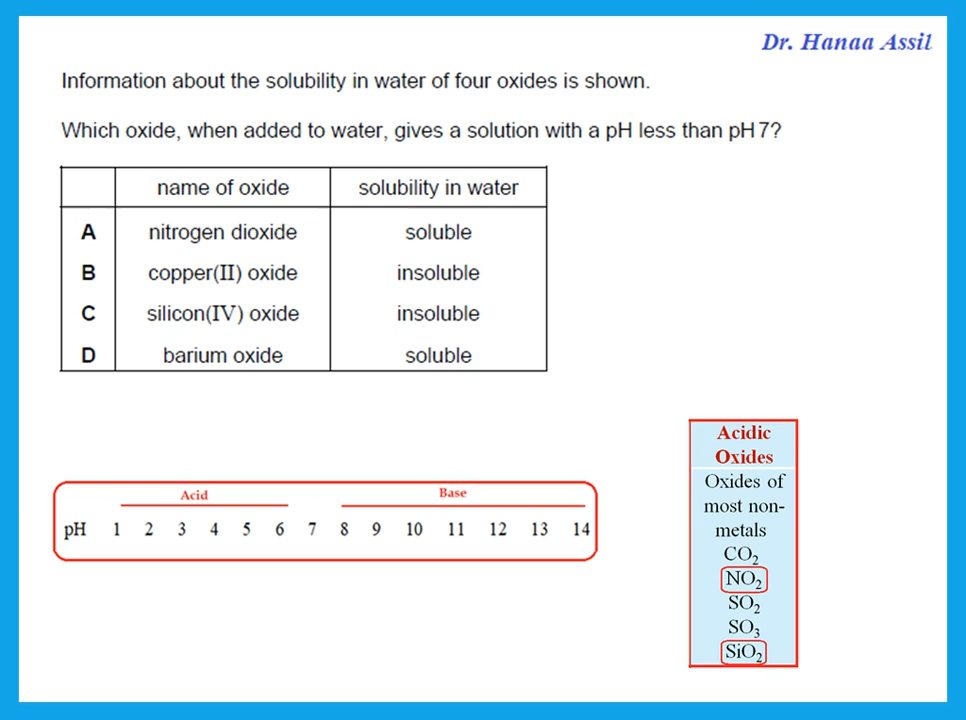 Dr. Hanaa Assil
Information about the solubility in water of four oxides is shown.
Which oxide, when added to water, gives a solution with a pH less than pH 7?
name of oxide solubility in water
A nitrogen dioxide soluble
B copper(II) oxide insoluble
C silicon(IV) oxide insoluble
D barium oxide soluble
Acid Base
pH 1 2 3 4 5 6 7 8 9 10 11 12 13 14
Acidic
Oxides
Oxides of
most non-
metals
CO₂
NO₂
SO₂
SO₃
SiO₂